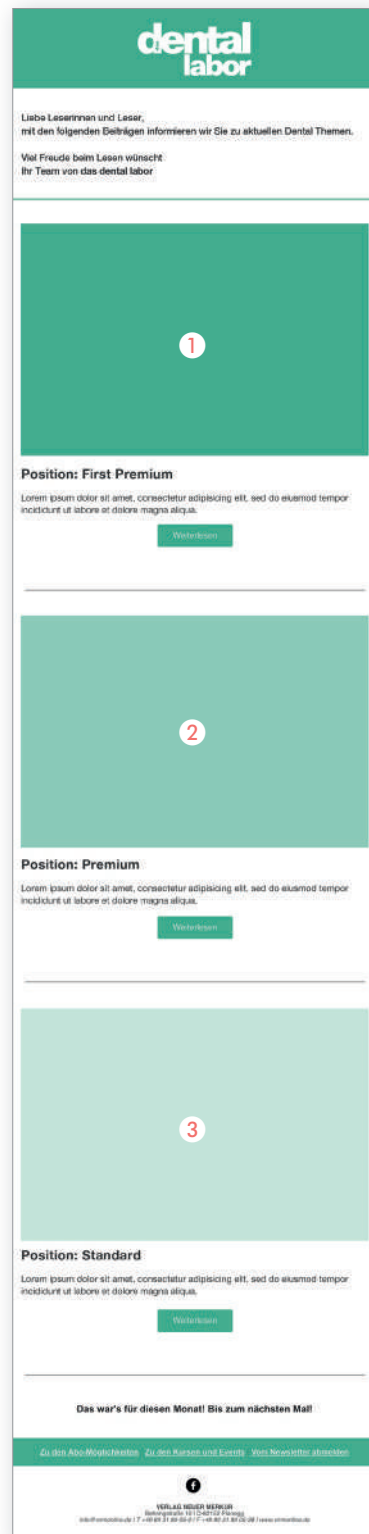 dental
labor
Liebe Leserinnen und Leser,
mit den folgenden Beiträgen informieren wir Sie zu aktuellen Dental Themen.
Viel Freude beim Lesen wünscht
Ihr Team von das dental labor
1
Position: First Premium
Lorem ipsum dolor sit amet, consectetur adipisicing elit, sed do eiusmod tempor
incididunt ut labore et dolore magna aliqua.
Weiterlesen
2
Position: Premium
Lorem ipsum dolor sit amet, consectetur adipisicing elit, sed do eiusmod tempor
incididunt ut labore et dolore magna aliqua.
Weiterlesen
3
Position: Standard
Lorem ipsum dolor sit amet, consectetur adipisicing elit, sed do eiusmod tempor
incididunt ut labore et dolore magna aliqua.
Weiterlesen
Das war's für diesen Monat! Bis zum nächsten Mal!
Zu den Abo-Möglichkeiten Zu den Kursen und Events Vom Newsletter abmelden
VERLAG NEUER MERKUR